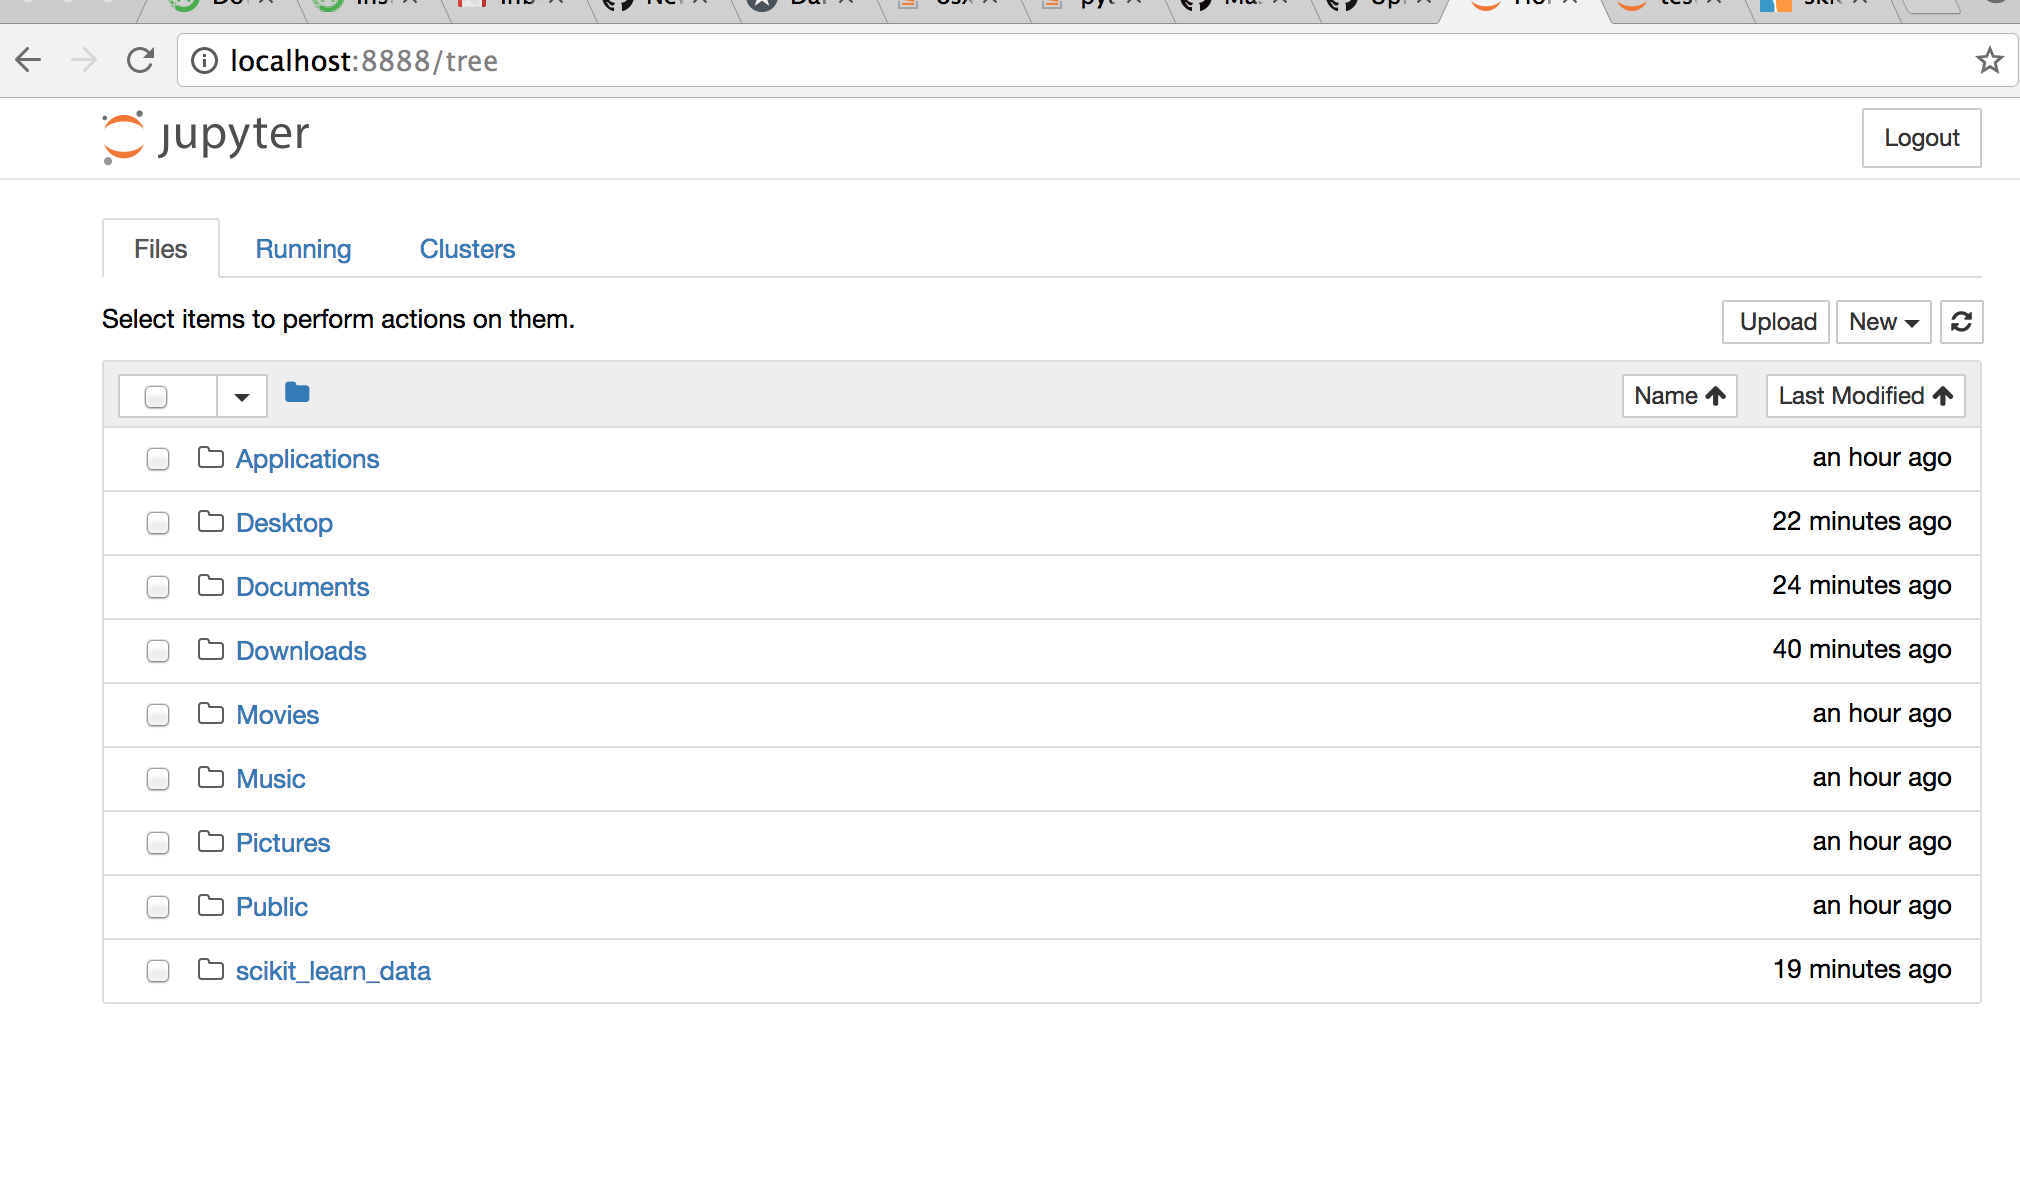 localhost:8888/tree
jupyter
Logout
Files Running Clusters
Select items to perform actions on them.
Upload New
Name Last Modified
Applications an hour ago
Desktop 22 minutes ago
Documents 24 minutes ago
Downloads 40 minutes ago
Movies an hour ago
Music an hour ago
Pictures an hour ago
Public an hour ago
scikit_learn_data 19 minutes ago